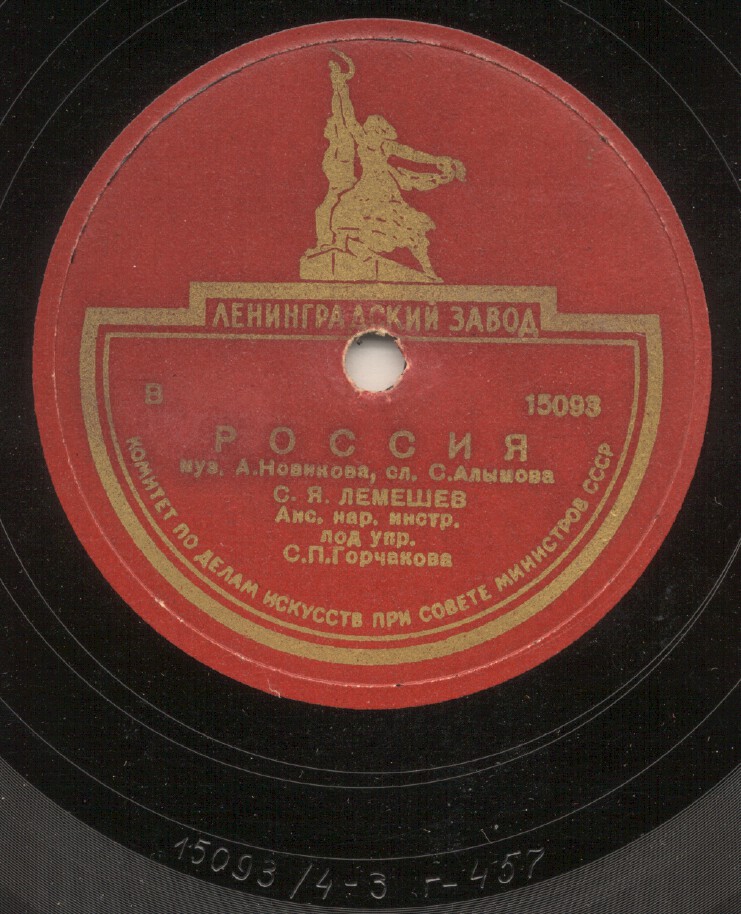 ЛЕНИНГРАДСКИЙ ЗАВОД
В 15093
РОССИЯ
муз. А.Новикова, сл. С.Алымова
С. Я. ЛЕМЕШЕВ
Анс. нар. инстр.
под упр.
С.П.Горчакова
КОМИТЕТ ПО ДЕЛАМ ИСКУССТВ ПРИ СОВЕТЕ МИНИСТРОВ СССР
15093/4-3 г-457